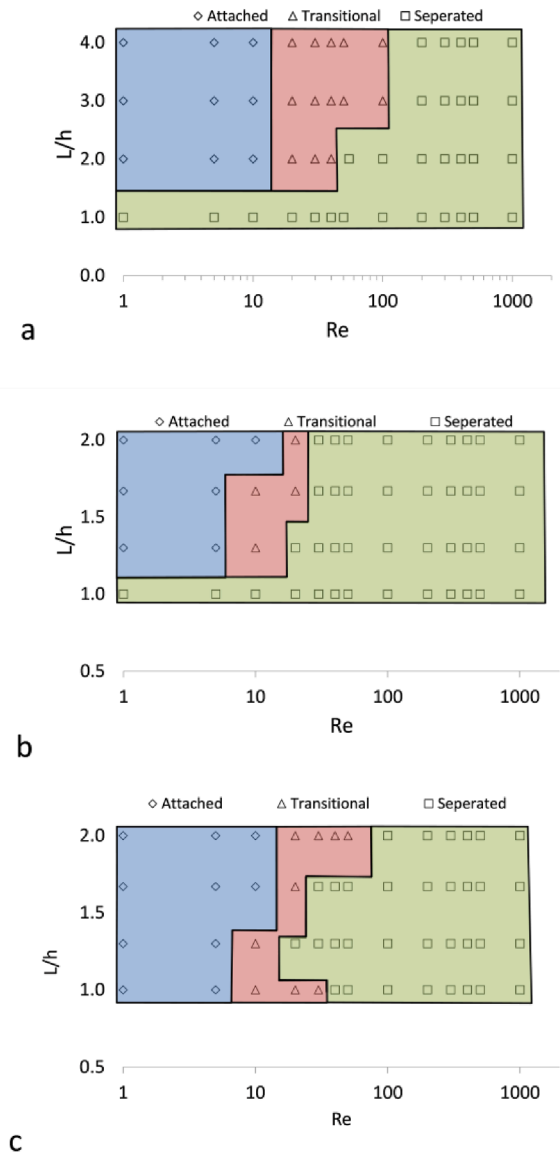 ◇ Attached △ Transitional □ Seperated
4.0
3.0
L/h
2.0
1.0
0.0
1 10 100 1000
Re
a
◇ Attached △ Transitional □ Seperated
2.0
1.5
L/h
1.0
0.5
1 10 100 1000
Re
b
◇ Attached △ Transitional □ Seperated
2.0
1.5
L/h
1.0
0.5
1 10 100 1000
Re
c